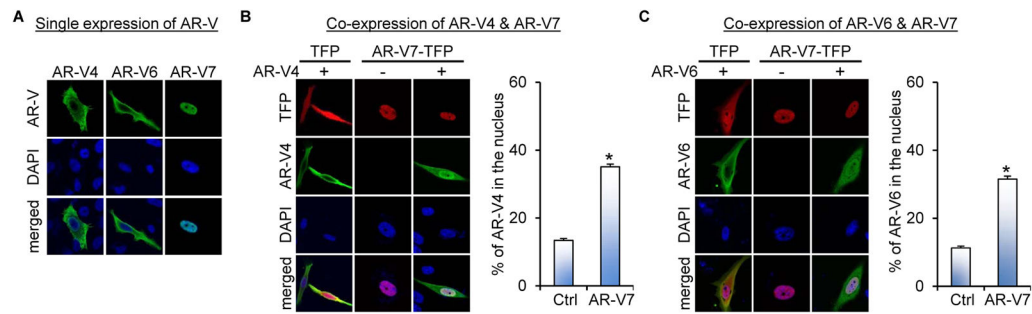 A
Single expression of AR-V
AR-V4 AR-V6 AR-V7
AR-V
DAPI
merged
B
Co-expression of AR-V4 & AR-V7
TFP AR-V7-TFP
AR-V4 + - +
TFP
AR-V4
DAPI
merged
% of AR-V4 in the nucleus
60
40
20
0
*
Ctrl AR-V7
C
Co-expression of AR-V6 & AR-V7
TFP AR-V7-TFP
AR-V6 + - +
TFP
AR-V6
DAPI
merged
% of AR-V6 in the nucleus
60
40
20
0
*
Ctrl AR-V7